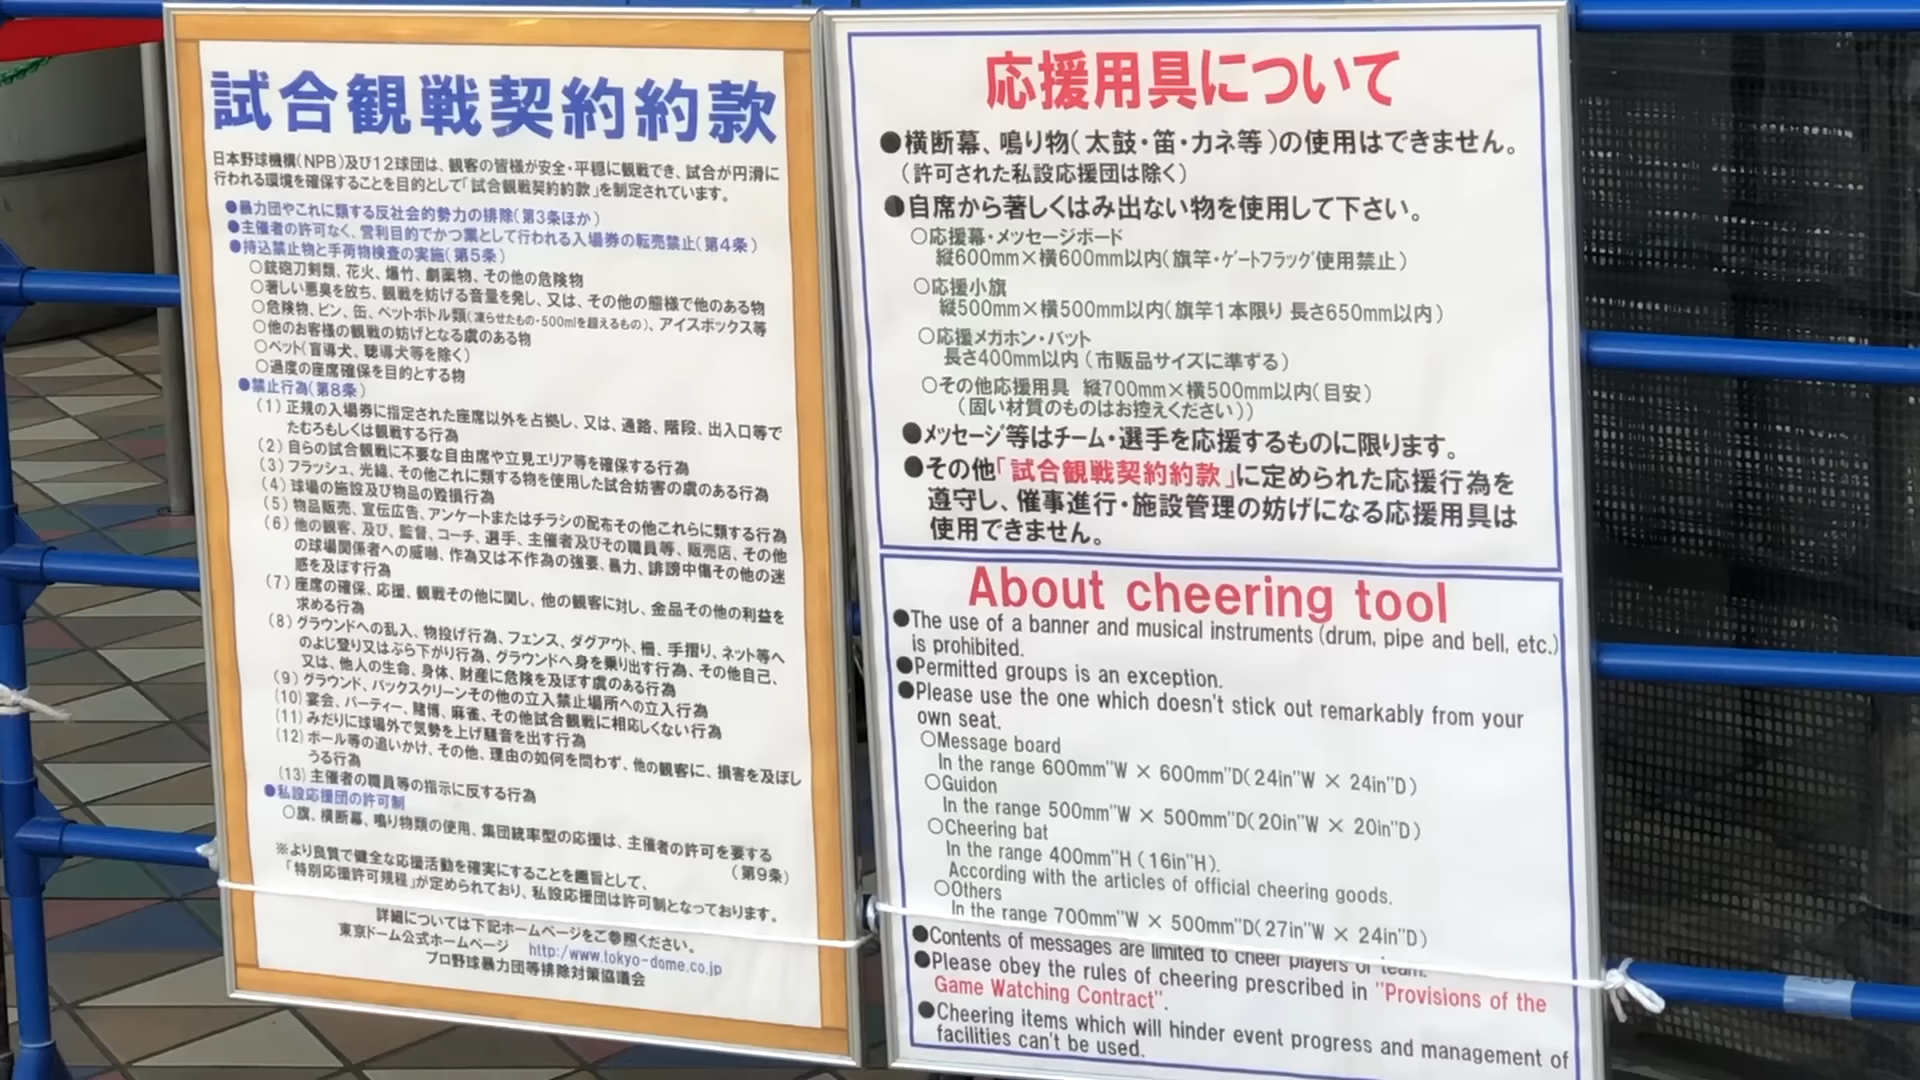 試合観戦契約約款
日本野球機構(NPB)及び12球団は、観客の皆様が安全・平穏に観戦でき、試合が円滑に
行われる環境を確保することを目的として「試合観戦契約約款」を制定されています。
●暴力団やこれに類する反社会的勢力の排除(第3条ほか)
●主催者の許可なく、営利目的でかつ業として行われる入場券の転売禁止(第4条)
●持込禁止物と手荷物検査の実施(第5条)
○銃砲刀剣類、花火、爆竹、劇薬物、その他の危険物
○著しい悪臭を放ち、観戦を妨げる音量を発し、又は、その他の態様で他のある物
○危険物、ビン、缶、ペットボトル類(凍らせたもの・500mlを超えるもの)、アイスボックス等
○他のお客様の観戦の妨げとなる虞のある物
○ペット(盲導犬、聴導犬等を除く)
○過度の座席確保を目的とする物
●禁止行為(第8条)
(1)正規の入場券に指定された座席以外を占拠し、又は、通路、階段、出入口等で
たむろもしくは観戦する行為
(2)自らの試合観戦に不要な自由席や立見エリア等を確保する行為
(3)フラッシュ、光線、その他これに類する物を使用した試合妨害の虞のある行為
(4)球場の施設及び物品の毀損行為
(5)物品販売、宣伝広告、アンケートまたはチラシの配布その他これらに類する行為
(6)他の観客、及び、監督、コーチ、選手、主催者及びその職員等、販売店、その他
の球場関係者への威嚇、作為又は不作為の強要、暴力、誹謗中傷その他の迷
惑を及ぼす行為
(7)座席の確保、応援、観戦その他に関し、他の観客に対し、金品その他の利益を
求める行為
(8)グラウンドへの乱入、物投げ行為、フェンス、ダグアウト、柵、手摺り、ネット等へ
のよじ登り又はぶら下がり行為、グラウンドへ身を乗り出す行為、その他自己、
又は、他人の生命、身体、財産に危険を及ぼす虞のある行為
(9)グラウンド、バックスクリーンその他の立入禁止場所への立入行為
(10)宴会、パーティー、賭博、麻雀、その他試合観戦に相応しくない行為
(11)みだりに球場外で気勢を上げ騒音を出す行為
(12)ボール等の追いかけ、その他、理由の如何を問わず、他の観客に、損害を及ぼし
うる行為
(13)主催者の職員等の指示に反する行為
●私設応援団の許可制
○旗、横断幕、鳴り物類の使用、集団統率型の応援は、主催者の許可を要する
(第9条)
※より良質で健全な応援活動を確実にすることを趣旨として、
「特別応援許可規程」が定められており、私設応援団は許可制となっております。
詳細については下記ホームページをご参照ください。
東京ドーム公式ホームページ http:/www.tokyo-dome.co.jp
プロ野球暴力団等排除対策協議会
応援用具について
●横断幕、鳴り物(太鼓・笛・カネ等)の使用はできません。
(許可された私設応援団は除く)
●自席から著しくはみ出ない物を使用して下さい。
○応援幕・メッセージボード
縦600mm×横600mm以内(旗竿・ゲートフラッグ使用禁止)
○応援小旗
縦500mm×横500mm以内(旗竿1本限り 長さ650mm以内)
○応援メガホン・バット
長さ400mm以内(市販品サイズに準ずる)
○その他応援用具 縦700mm×横500mm以内(目安)
(固い材質のものはお控えください))
●メッセージ等はチーム・選手を応援するものに限ります。
●その他「試合観戦契約約款」に定められた応援行為を
遵守し、催事進行・施設管理の妨げになる応援用具は
使用できません。
About cheering tool
●The use of a banner and musical instruments (drum, pipe and bell, etc.)
is prohibited.
●Permitted groups is an exception.
●Please use the one which doesn't stick out remarkably from your
own seat.
○Message board
In the range 600mm"W × 600mm"D(24in"W × 24in"D)
○Guidon
In the range 500mm"W × 500mm"D(20in"W × 20in"D)
○Cheering bat
In the range 400mm"H (16in"H).
According with the articles of official cheering goods.
○Others
In the range 700mm"W × 500mm"D(27in"W × 24in"D)
●Contents of messages are limited to cheer players or team.
●Please obey the rules of cheering prescribed in "Provisions of the
Game Watching Contract".
●Cheering items which will hinder event progress and management of
facilities can't be used.